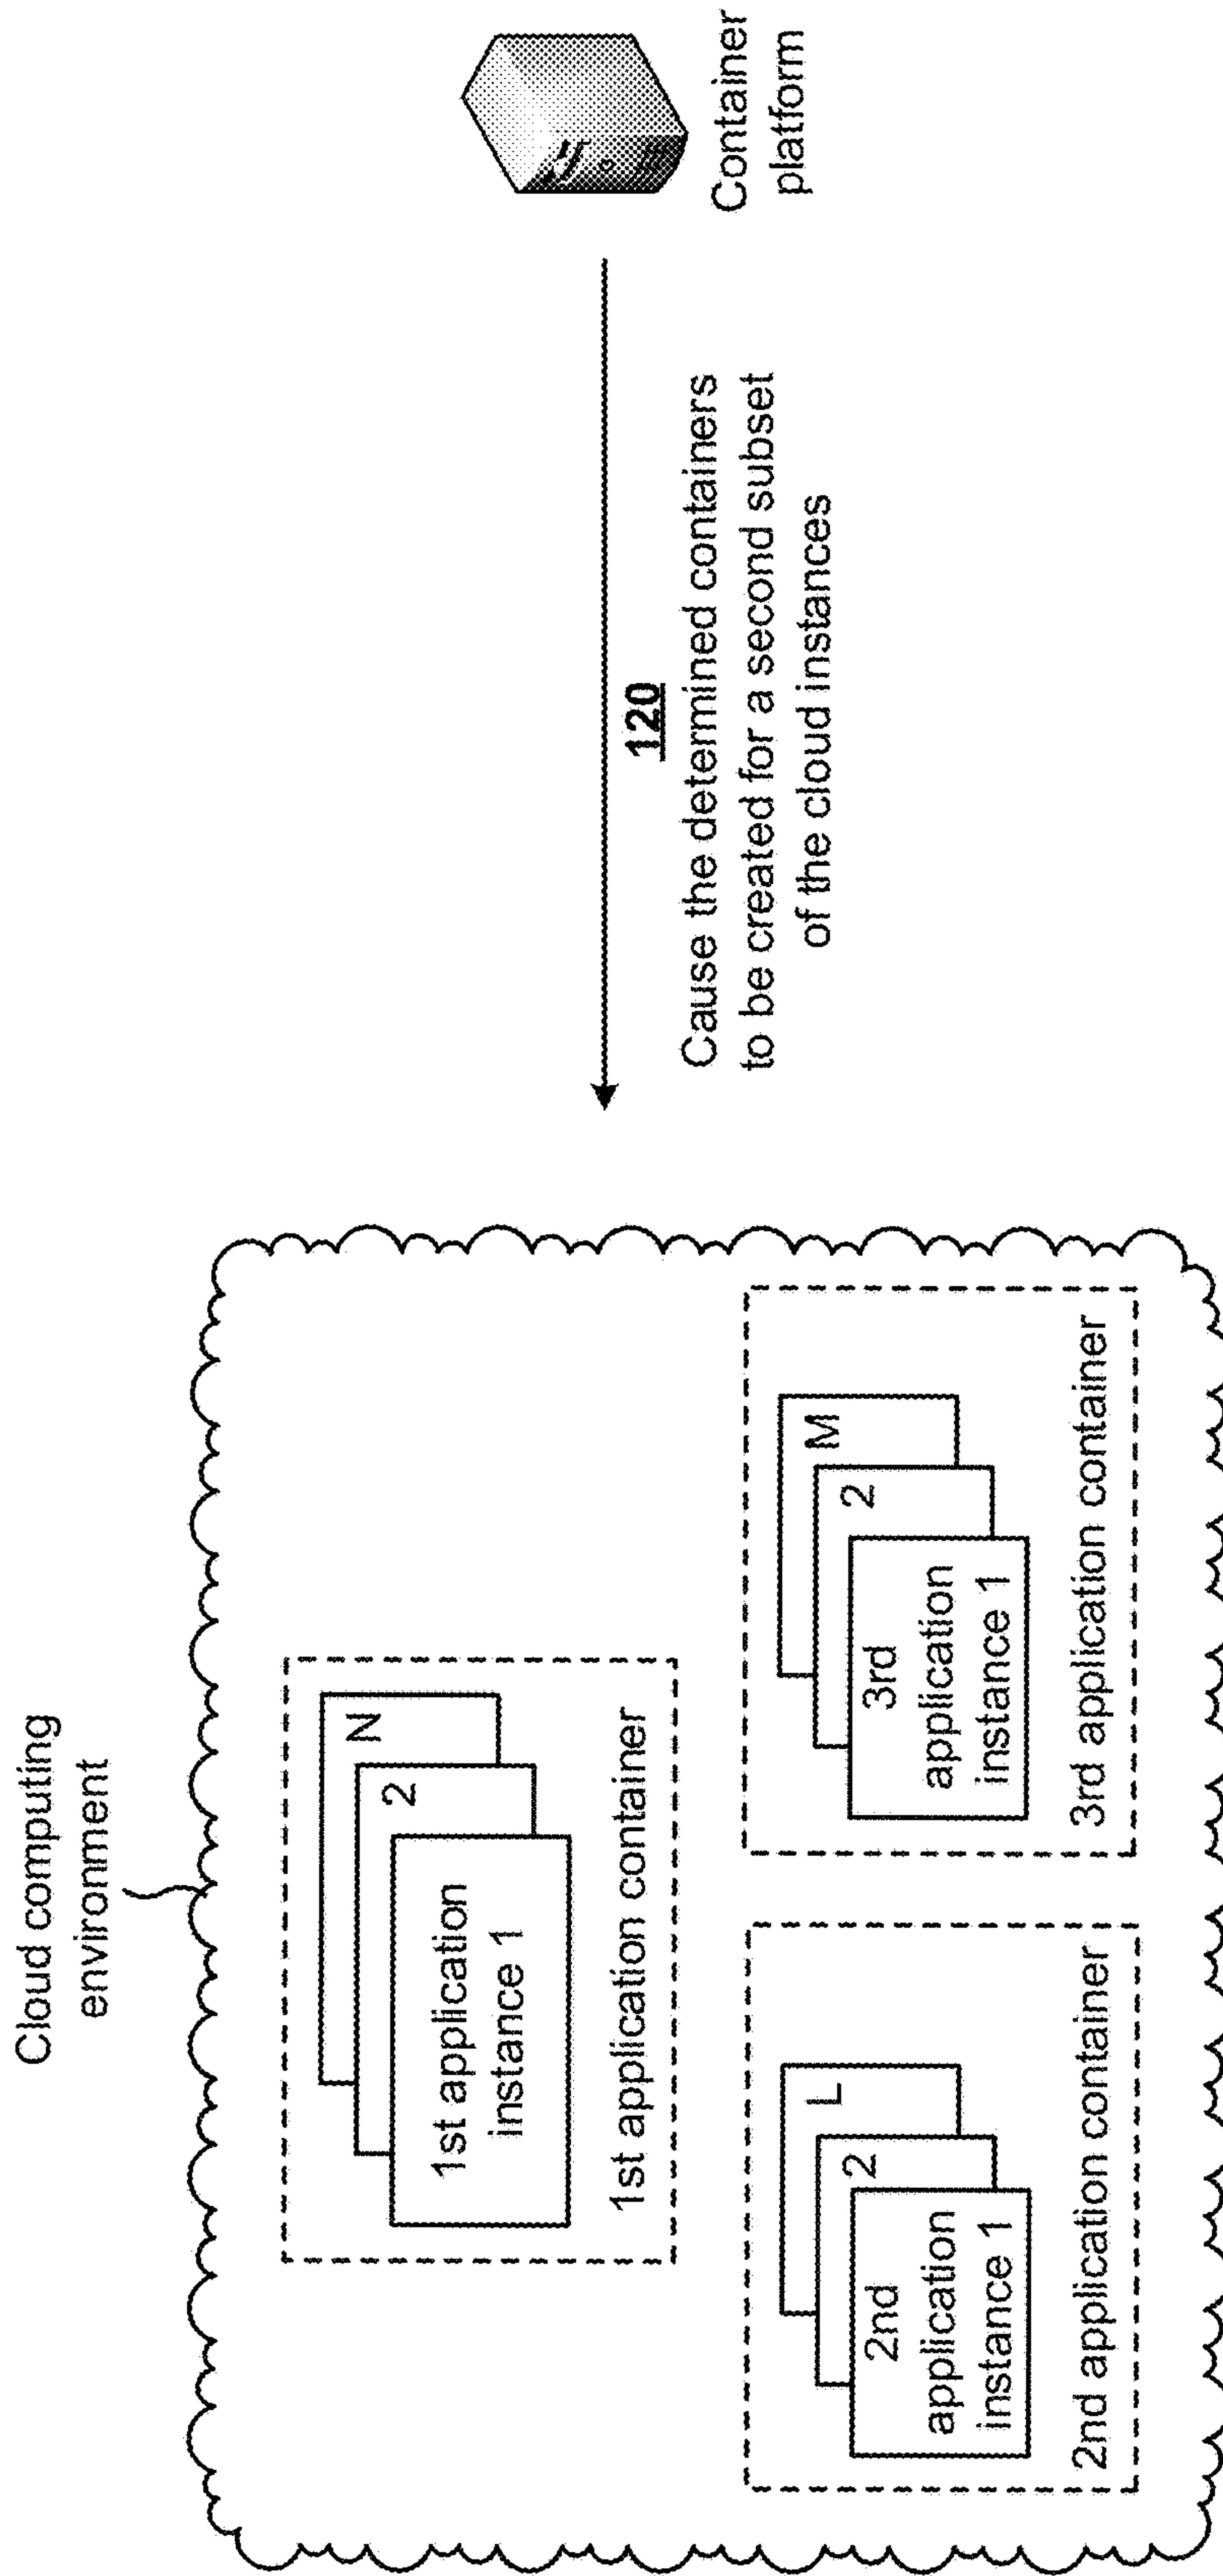 Cloud computing
environment
N
2
1st application
instance 1
1st application container
L
2
2nd
application
instance 1
2nd application container
M
2
3rd
application
instance 1
3rd application container
120
Cause the determined containers
to be created for a second subset
of the cloud instances
Container
platform